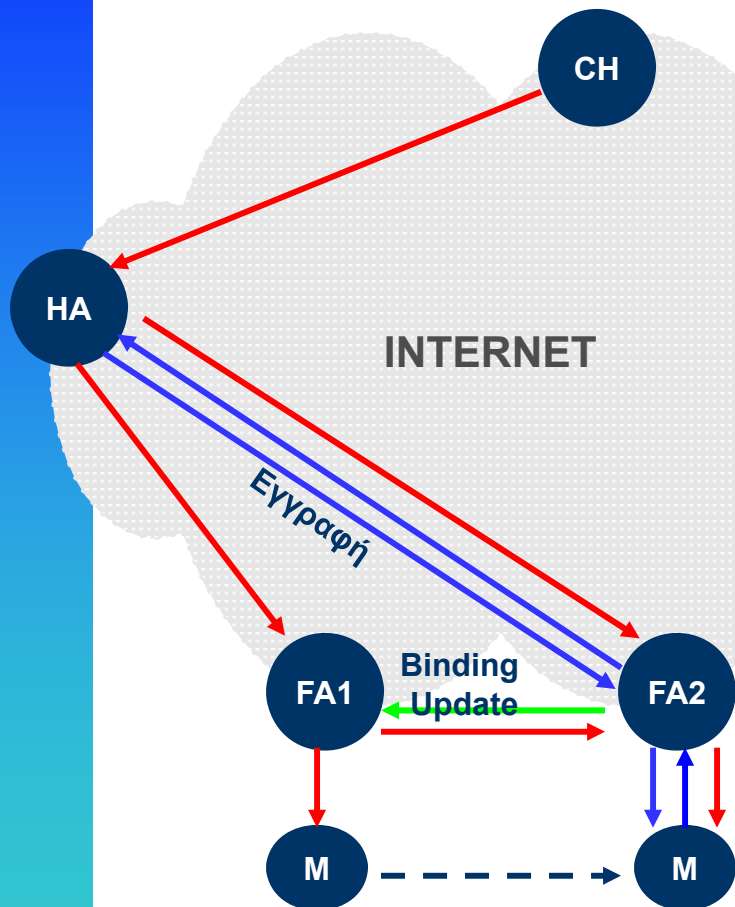 CH
HA
INTERNET
Εγγραφή
Binding
Update
FA1
FA2
M
M